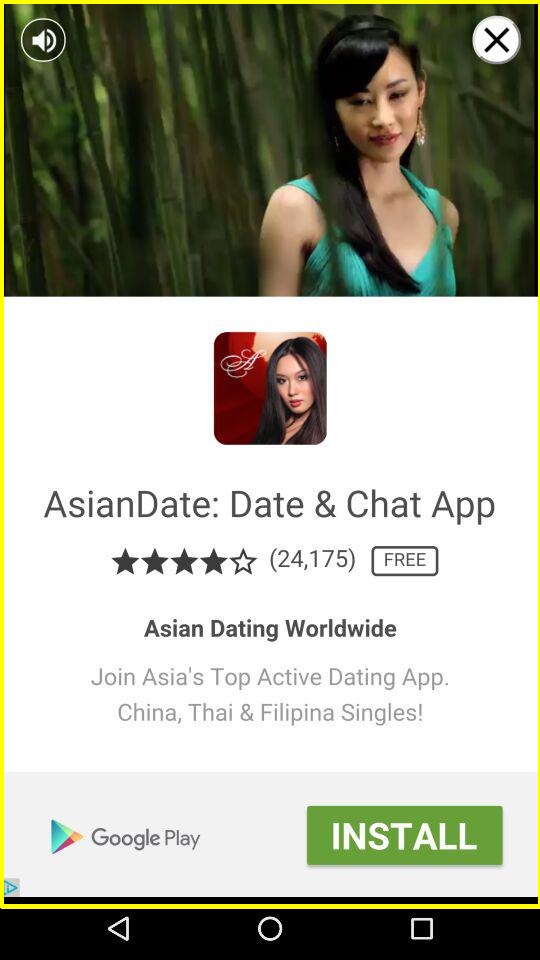 A
AsianDate: Date & Chat App
(24,175) FREE
Asian Dating Worldwide
Join Asia's Top Active Dating App.
China, Thai & Filipina Singles!
Google Play
INSTALL